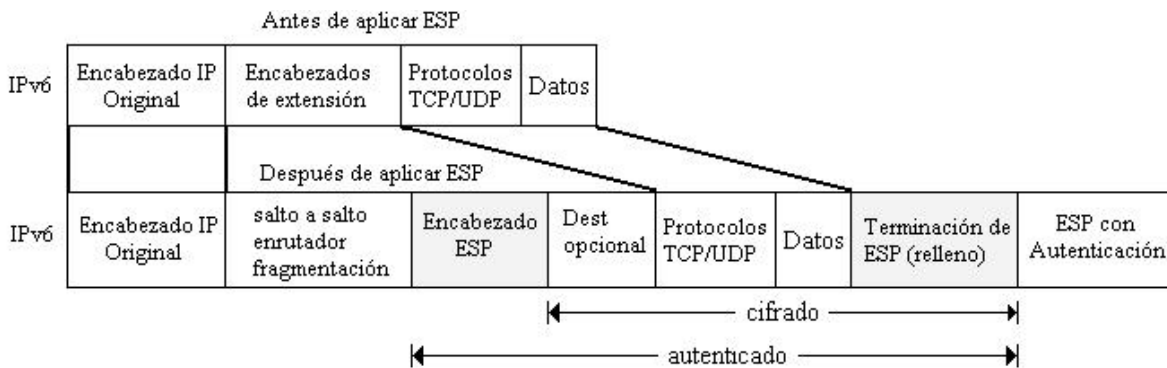 Antes de aplicar ESP
IPv6
Encabezado IP
Original
Encabezados
de extensión
Protocolos
TCP/UDP
Datos
Después de aplicar ESP
IPv6
Encabezado IP
Original
salto a salto
enrutador
fragmentación
Encabezado
ESP
Dest
opcional
Protocolos
TCP/UDP
Datos
Terminación de
ESP (relleno)
ESP con
Autenticación
cifrado
autenticado